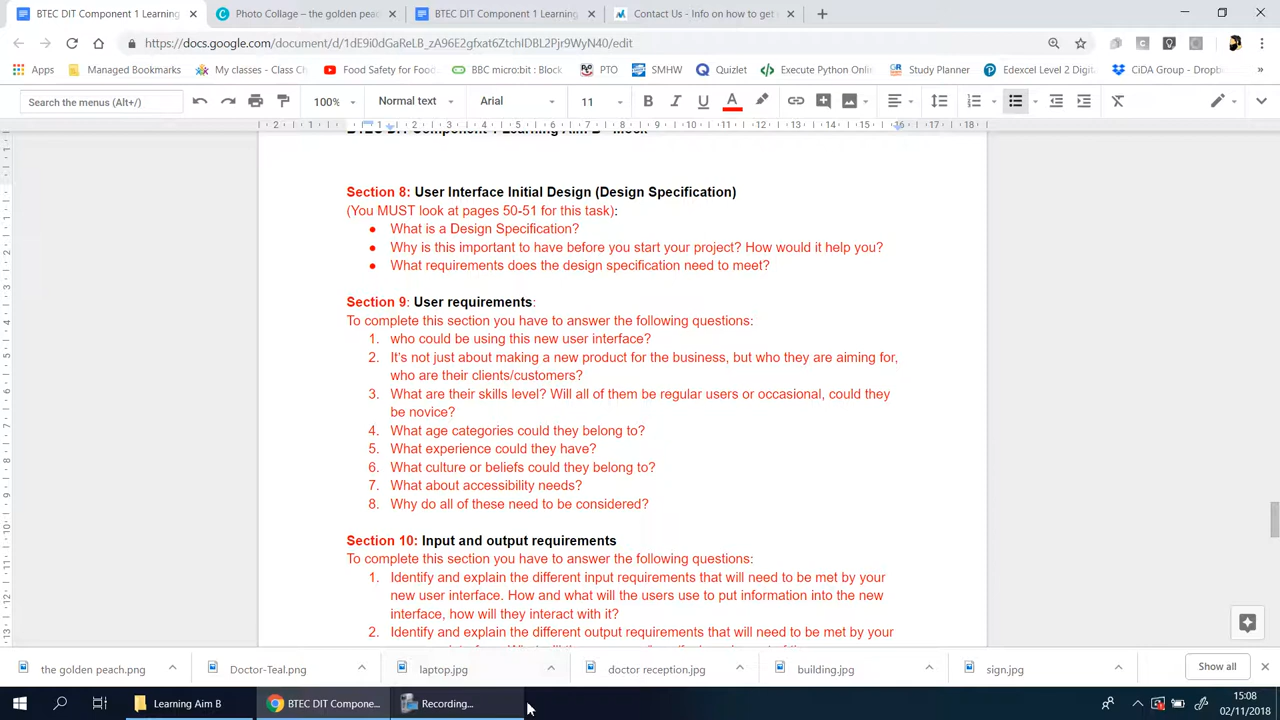 BTEC DIT Component 1 Learning
Photo Collage – the golden pea
BTEC DIT Component 1 Learning
Contact Us - Info on how to get
https://docs.google.com/document/d/1dE9i0dGaReLB_zA96E2gfxat6ZtchIDBL2Pjr9WyN40/edit
Apps
Managed Bookmarks
My classes - Class Ch
Food Safety for Food
BBC micro:bit : Block
PTO
SMHW
Quizlet
Execute Python Onli
Study Planner
Edexcel Level 2 Digit
CiDA Group - Dropb
Search the menus (Alt+/)
100%
Normal text
Arial
11
BTEC DIT Component 1 Learning Aim B - Mock
Section 8: User Interface Initial Design (Design Specification)
(You MUST look at pages 50-51 for this task):
• What is a Design Specification?
• Why is this important to have before you start your project? How would it help you?
• What requirements does the design specification need to meet?
Section 9: User requirements:
To complete this section you have to answer the following questions:
1. who could be using this new user interface?
2. It's not just about making a new product for the business, but who they are aiming for,
who are their clients/customers?
3. What are their skills level? Will all of them be regular users or occasional, could they
be novice?
4. What age categories could they belong to?
5. What experience could they have?
6. What culture or beliefs could they belong to?
7. What about accessibility needs?
8. Why do all of these need to be considered?
Section 10: Input and output requirements
To complete this section you have to answer the following questions:
1. Identify and explain the different input requirements that will need to be met by your
new user interface. How and what will the users use to put information into the new
interface, how will they interact with it?
2. Identify and explain the different output requirements that will need to be met by your
the golden peach.png
Doctor-Teal.png
laptop.jpg
doctor reception.jpg
building.jpg
sign.jpg
Show all
Learning Aim B
BTEC DIT Compone...
Recording...
15:08
02/11/2018